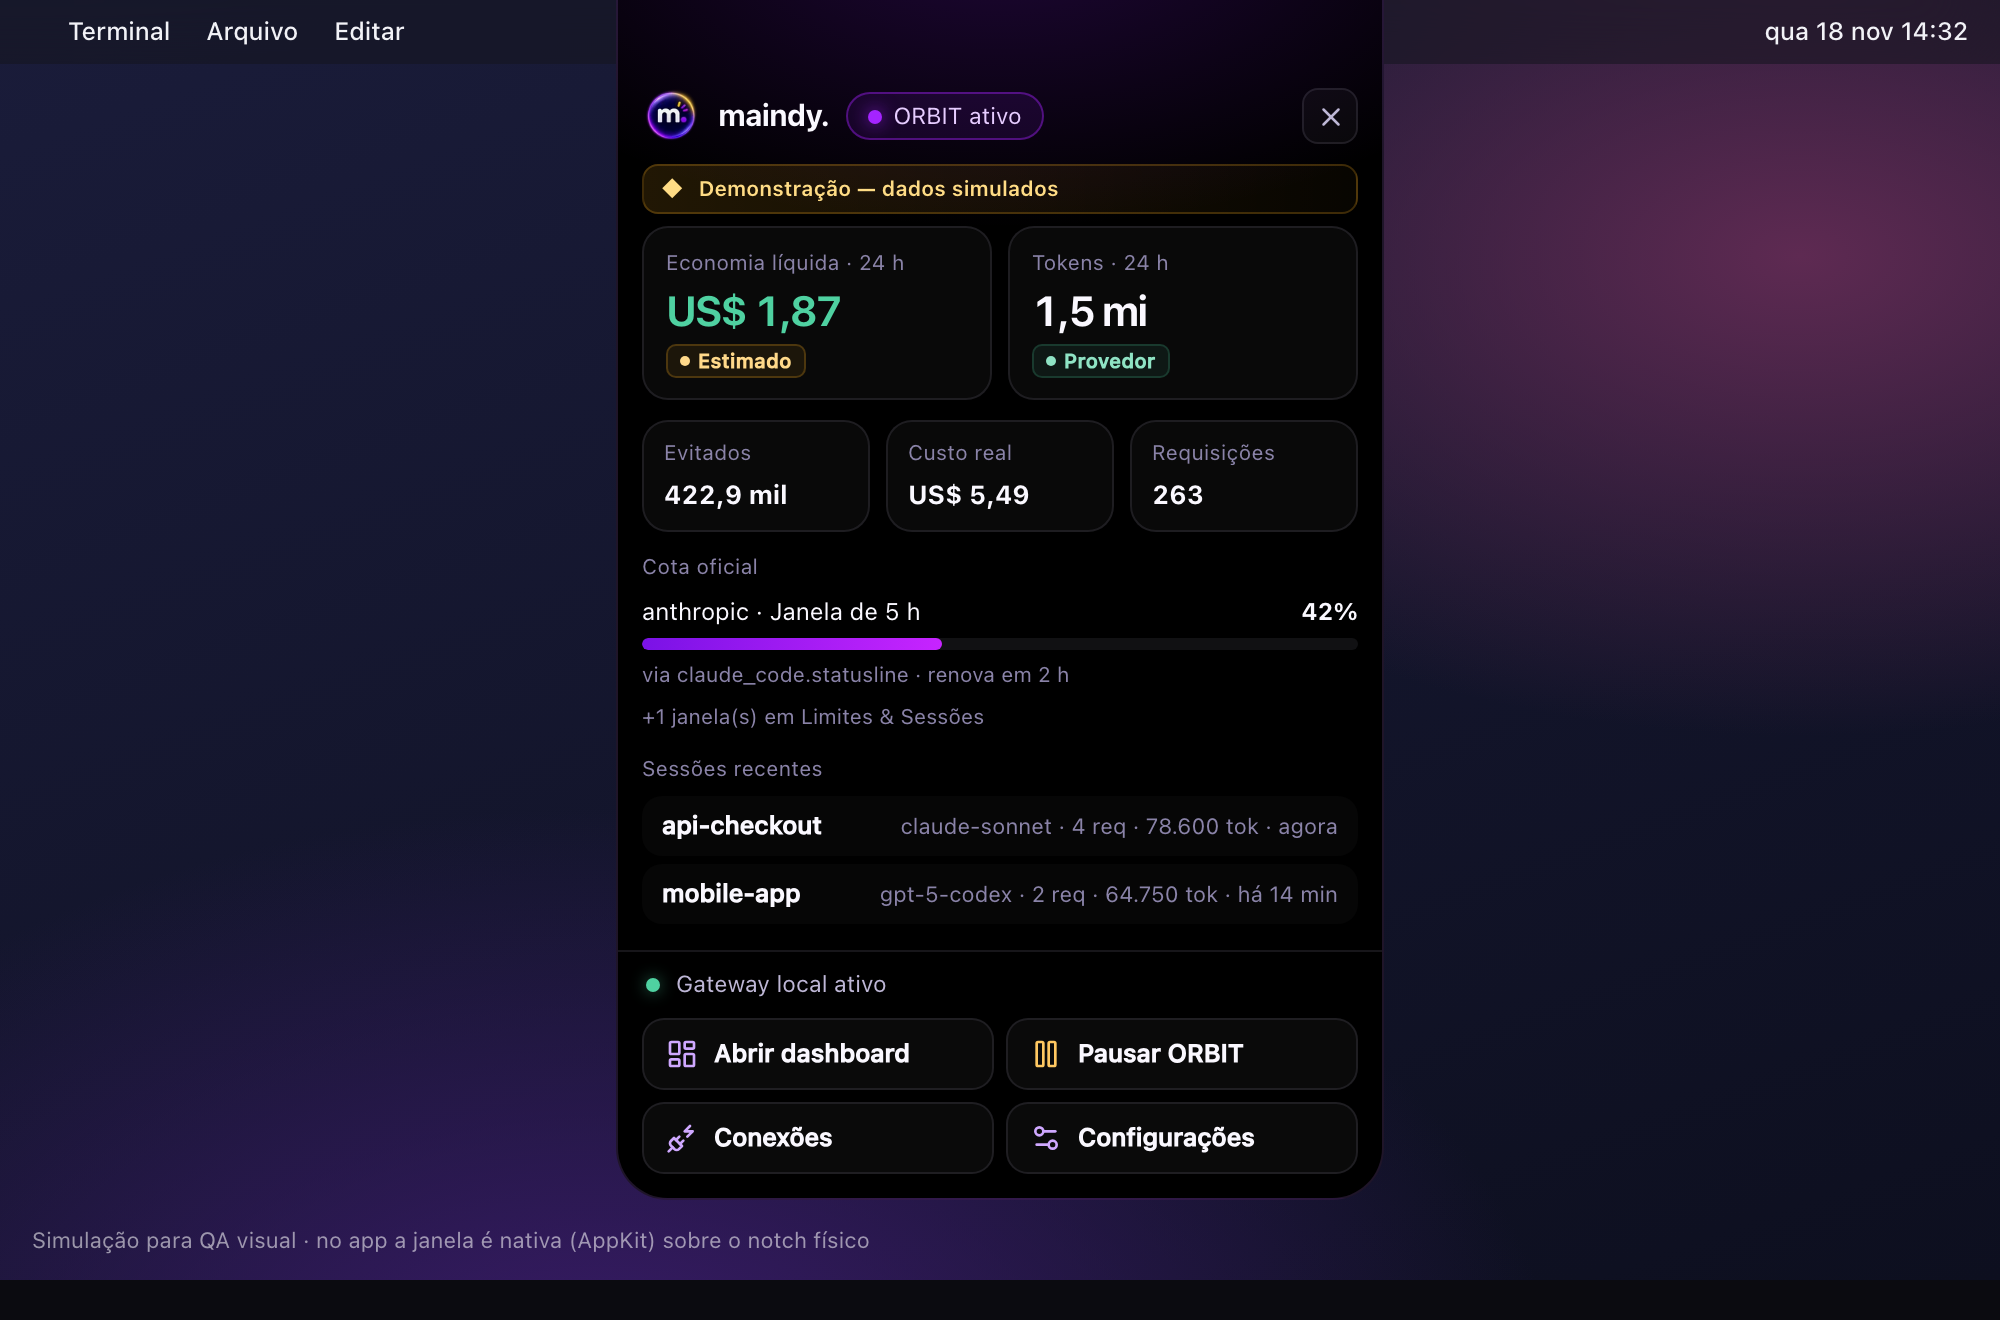 Terminal Arquivo Editar
qua 18 nov 14:32
m.
maindy.
ORBIT ativo
Demonstração — dados simulados
Economia líquida · 24 h
US$ 1,87
Estimado
Tokens · 24 h
1,5 mi
Provedor
Evitados
422,9 mil
Custo real
US$ 5,49
Requisições
263
Cota oficial
anthropic · Janela de 5 h
42%
via claude_code.statusline · renova em 2 h
+1 janela(s) em Limites & Sessões
Sessões recentes
api-checkout
claude-sonnet · 4 req · 78.600 tok · agora
mobile-app
gpt-5-codex · 2 req · 64.750 tok · há 14 min
Gateway local ativo
Abrir dashboard
Pausar ORBIT
Conexões
Configurações
Simulação para QA visual · no app a janela é nativa (AppKit) sobre o notch físico